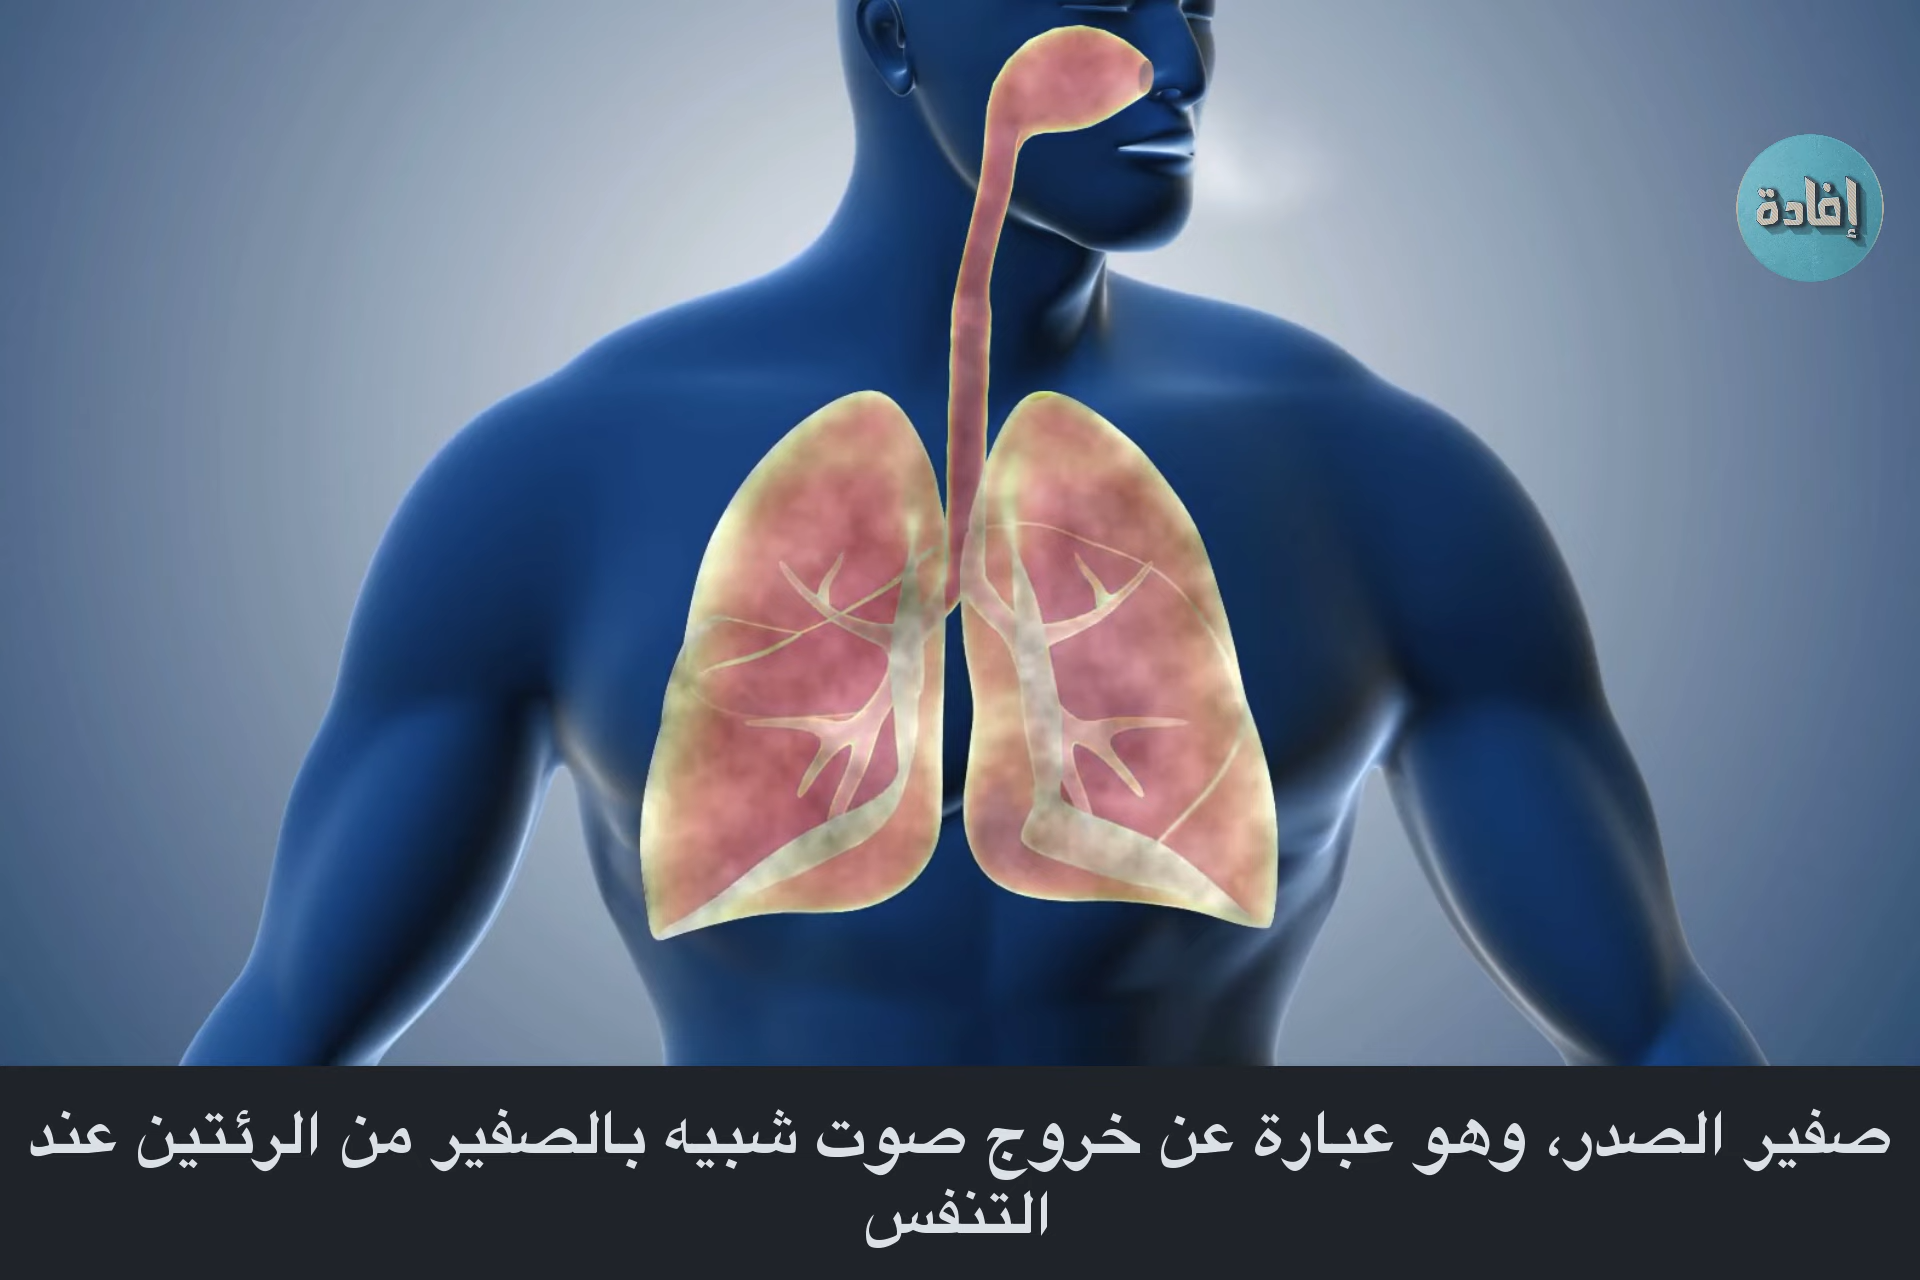 إفادة
صفير الصدر، وهو عبارة عن خروج صوت شبيه بالصفير من الرئتين عند
التنفس